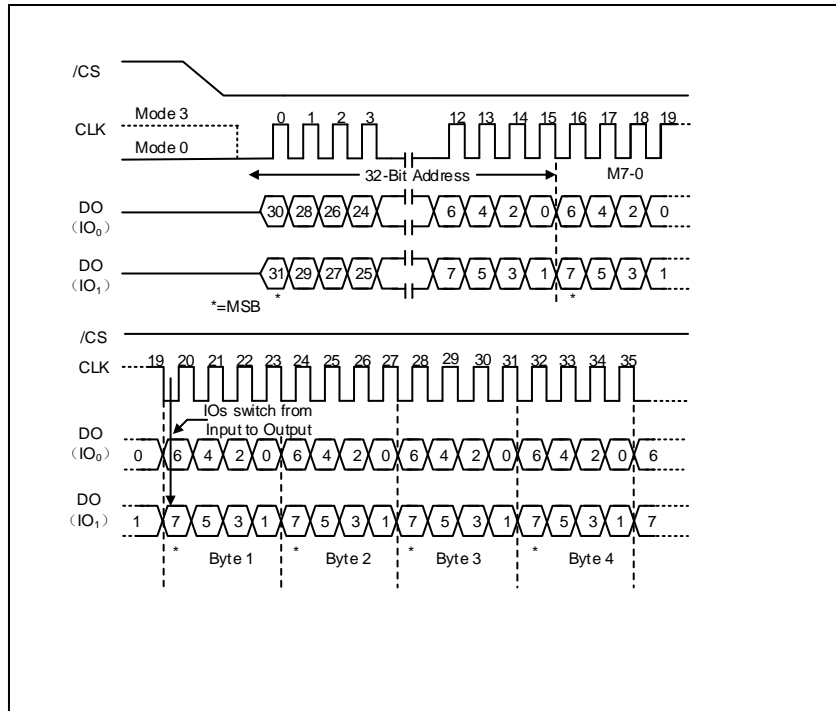 /CS
Mode 3
CLK
Mode 0
0 1 2 3 12 13 14 15 16 17 18 19
32-Bit Address
M7-0
DO
（IO0）
30 28 26 24 6 4 2 0 6 4 2 0
DO
（IO1）
31 29 27 25 7 5 3 1 7 5 3 1
* *
*=MSB
/CS
CLK
19 20 21 22 23 24 25 26 27 28 29 30 31 32 33 34 35
IOs switch from
Input to Output
DO
（IO0）
0 6 4 2 0 6 4 2 0 6 4 2 0 6 4 2 0 6
DO
（IO1）
1 7 5 3 1 7 5 3 1 7 5 3 1 7 5 3 1 7
* Byte 1 * Byte 2 * Byte 3 * Byte 4